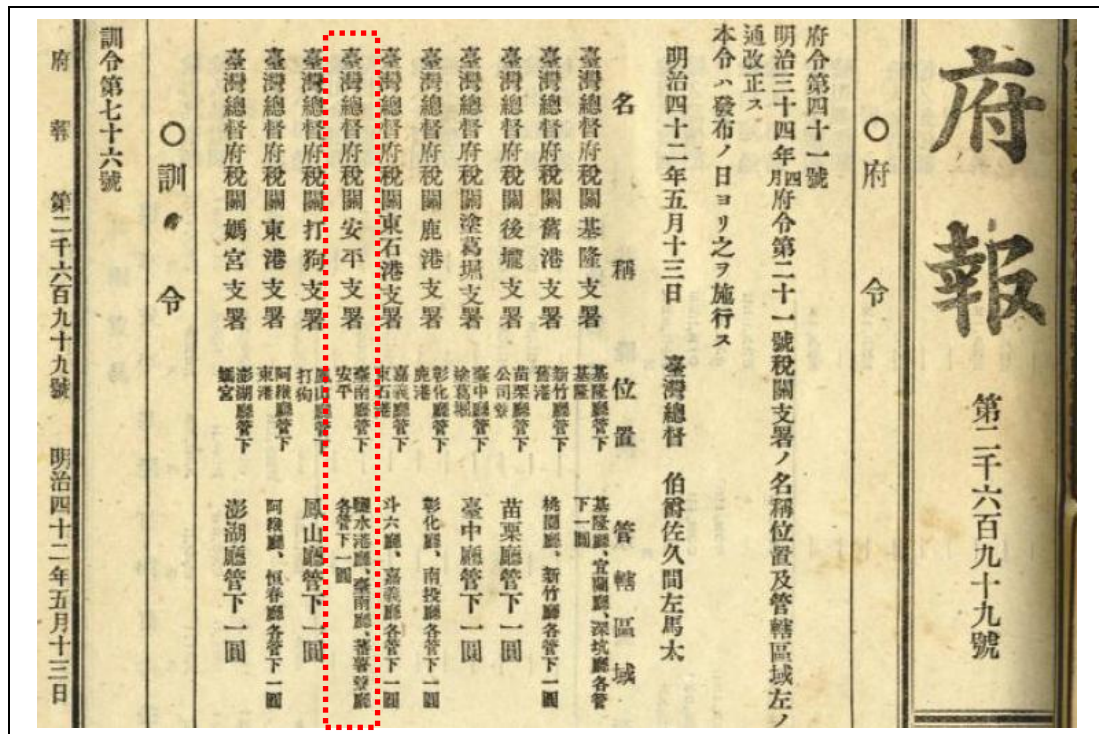 府報
第二千六百九十九號
〇府令
府令第四十一號
明治三十四年四月府令第二十一號稅關支署ノ名稱位置及管轄區域左ノ
通改正ス
本令ハ發布ノ日ヨリ之ヲ施行ス
明治四十二年五月十三日 臺灣總督 伯爵佐久間左馬太
名稱 位置 管轄區域
臺灣總督府稅關基隆支署 基隆廳管下基隆 基隆廳、宜蘭廳、深坑廳各管下一圓
臺灣總督府稅關舊港支署 新竹廳管下舊港 桃園廳、新竹廳各管下一圓
臺灣總督府稅關後壠支署 苗栗廳管下公司寮 苗栗廳管下一圓
臺灣總督府稅關塗葛堀支署 臺中廳管下塗葛堀 臺中廳管下一圓
臺灣總督府稅關鹿港支署 彰化廳管下鹿港 彰化廳、南投廳各管下一圓
臺灣總督府稅關東石港支署 嘉義廳管下東石港 斗六廳、嘉義廳各管下一圓
臺灣總督府稅關安平支署 臺南廳管下安平 鹽水港廳、臺南廳、蕃薯藔廳各管下一圓
臺灣總督府稅關打狗支署 鳳山廳管下打狗 鳳山廳管下一圓
臺灣總督府稅關東港支署 阿緱廳管下東港 阿緱廳、恒春廳各管下一圓
臺灣總督府稅關媽宮支署 澎湖廳管下媽宮 澎湖廳管下一圓
〇訓令
訓令第七十六號
府報 第二千六百九十九號 明治四十二年五月十三日